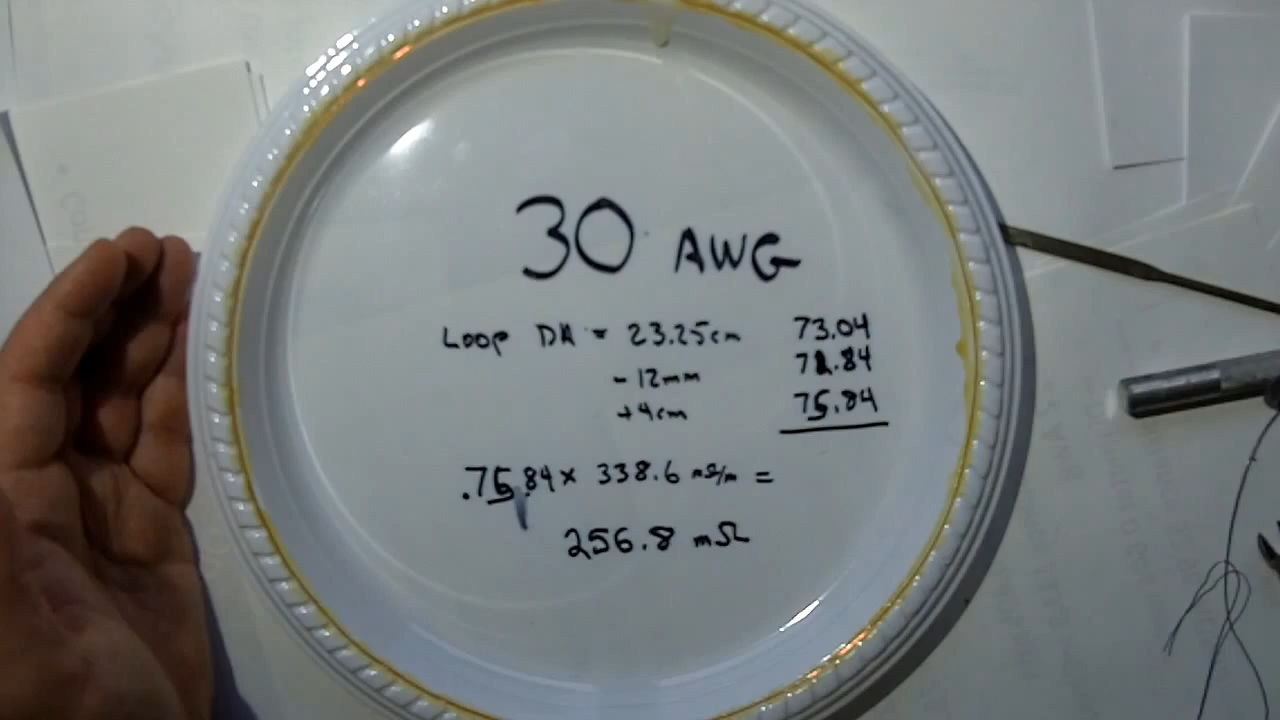 30 AWG
Loop DIA = 23.25cm 73.04
- 12mm 71.84
+ 4cm 75.84
.7584 x 338.6 mΩ/m =
256.8 mΩ